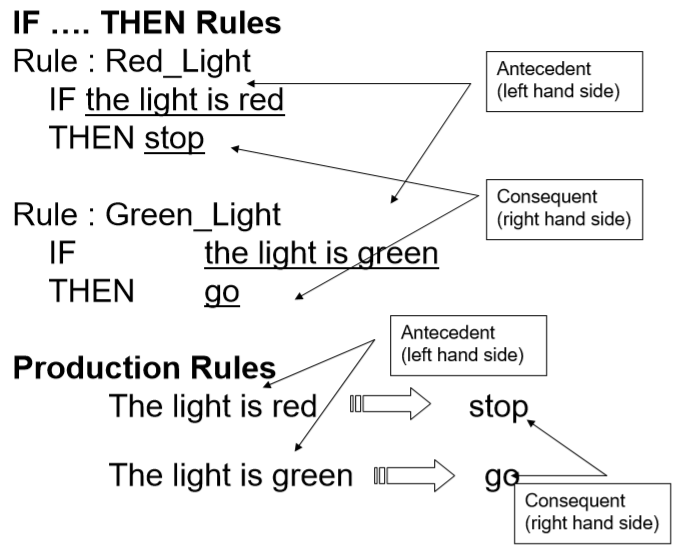 IF .... THEN Rules
Rule : Red_Light
IF the light is red
THEN stop
Antecedent
(left hand side)
Consequent
(right hand side)
Rule : Green_Light
IF the light is green
THEN go
Antecedent
(left hand side)
Production Rules
The light is red stop
The light is green go
Consequent
(right hand side)